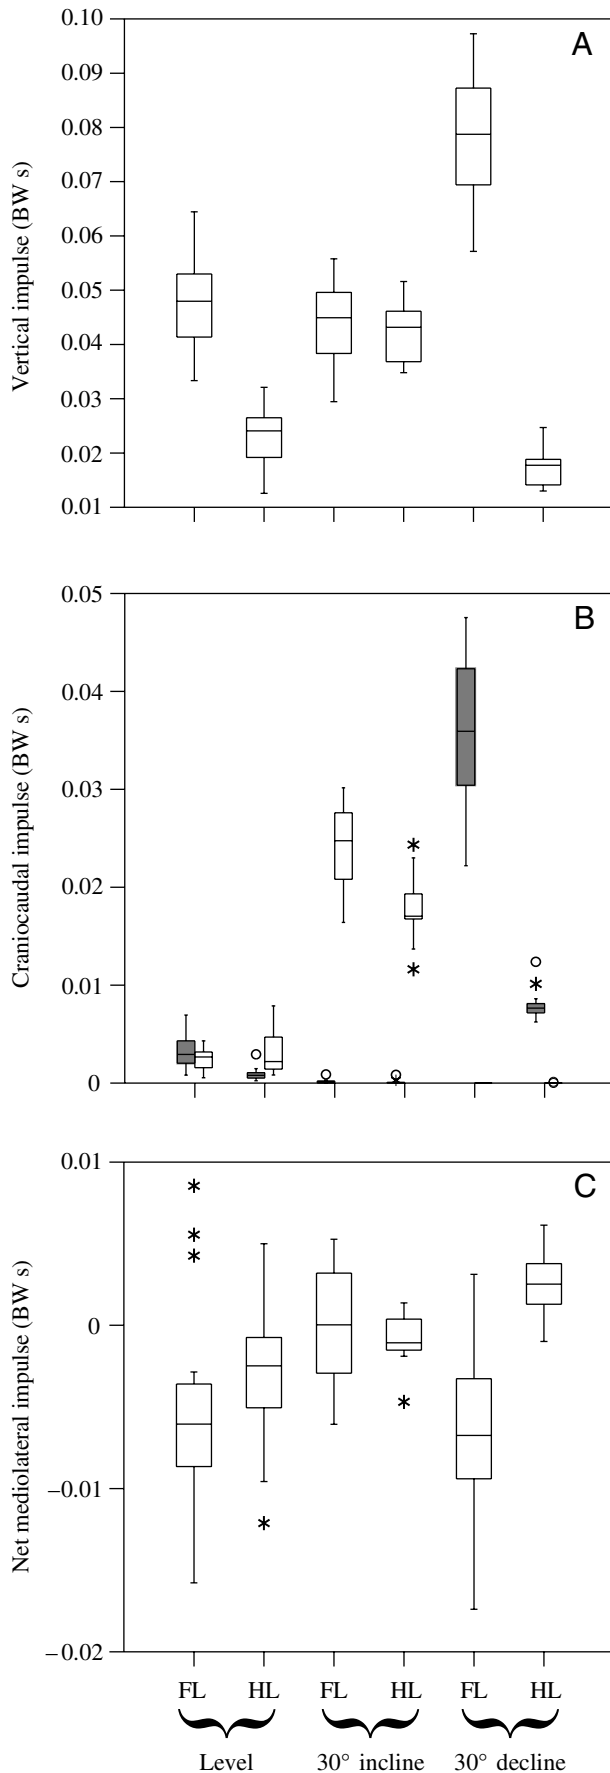 A
Vertical impulse (BW s)
0.10
0.09
0.08
0.07
0.06
0.05
0.04
0.03
0.02
0.01
B
Craniocaudal impulse (BW s)
0.05
0.04
0.03
0.02
0.01
0
C
Net mediolateral impulse (BW s)
0.01
0
−0.01
−0.02
FL HL FL HL FL HL
Level 30° incline 30° decline